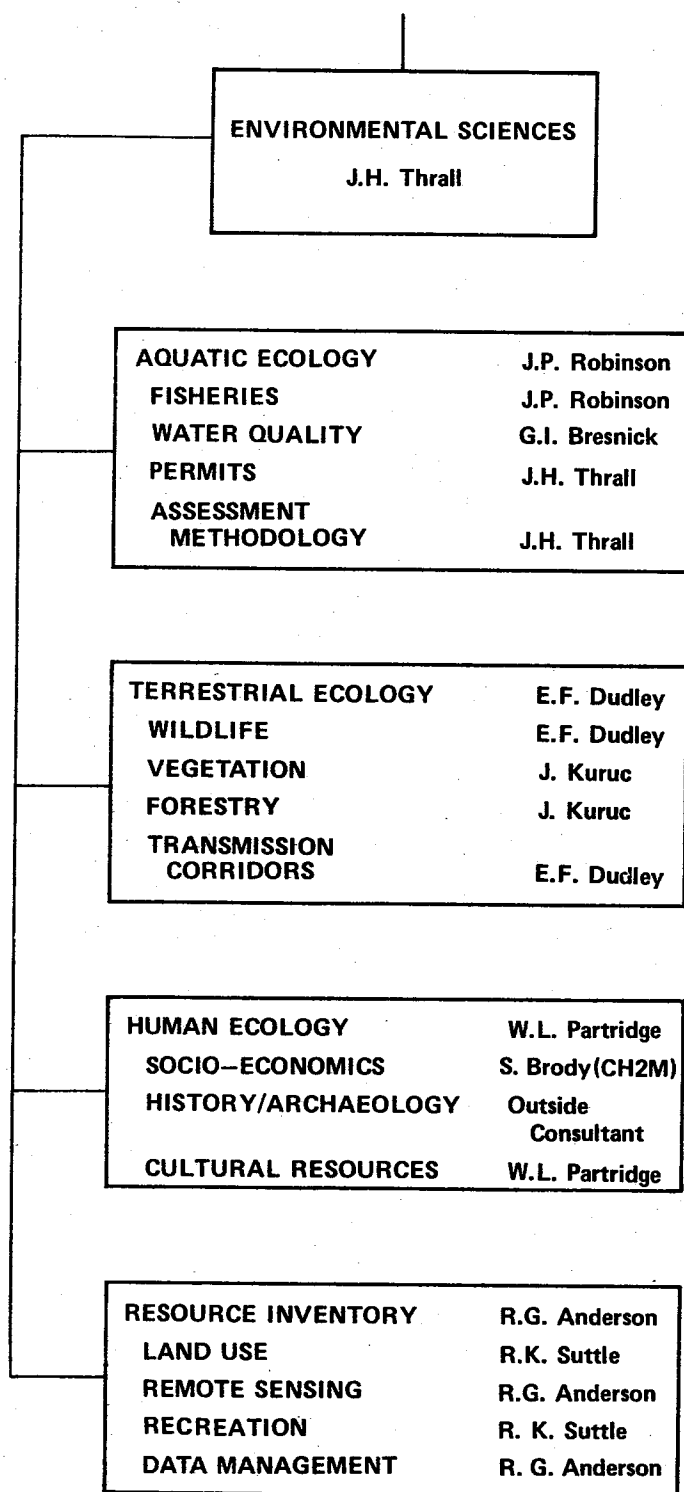 ENVIRONMENTAL SCIENCES
J.H. Thrall
AQUATIC ECOLOGY J.P. Robinson
FISHERIES J.P. Robinson
WATER QUALITY G.I. Bresnick
PERMITS J.H. Thrall
ASSESSMENT
METHODOLOGY J.H. Thrall
TERRESTRIAL ECOLOGY E.F. Dudley
WILDLIFE E.F. Dudley
VEGETATION J. Kuruc
FORESTRY J. Kuruc
TRANSMISSION
CORRIDORS E.F. Dudley
HUMAN ECOLOGY W.L. Partridge
SOCIO–ECONOMICS S. Brody(CH2M)
HISTORY/ARCHAEOLOGY Outside
Consultant
CULTURAL RESOURCES W.L. Partridge
RESOURCE INVENTORY R.G. Anderson
LAND USE R.K. Suttle
REMOTE SENSING R.G. Anderson
RECREATION R. K. Suttle
DATA MANAGEMENT R. G. Anderson